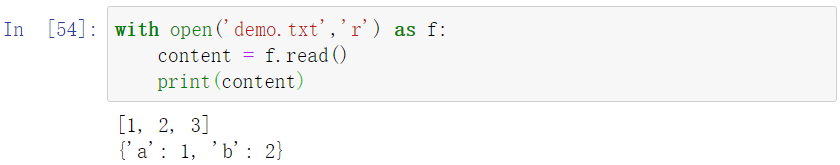 In [54]: with open('demo.txt','r') as f:
    content = f.read()
    print(content)
[1, 2, 3]
{'a': 1, 'b': 2}